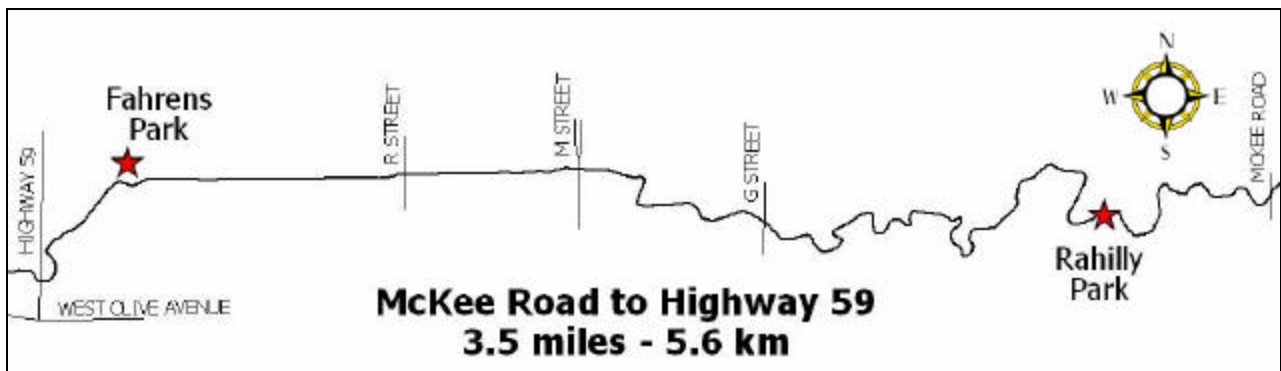 Fahrens
Park
HIGHWAY 59
R STREET
M STREET
G STREET
N
W E
S
MCKEE ROAD
WEST OLIVE AVENUE
Rahilly
Park
McKee Road to Highway 59
3.5 miles - 5.6 km